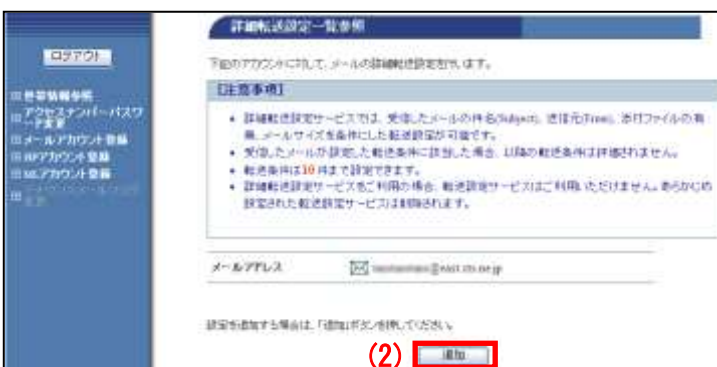 詳細転送設定一覧参照
ログアウト
下記のアカウントに対して、メールの詳細転送設定を行います。
【注意事項】
契約情報参照
アクセスナンバーパスワード変更
メールアカウント登録
HPアカウント登録
MLアカウント登録
変更
• 詳細転送設定サービスでは、受信したメールの件名(Subject)、送信元(From)、添付ファイルの有
無、メールサイズを条件にした転送設定が可能です。
• 受信したメールが設定した転送条件に該当した場合、以降の転送条件は評価されません。
• 転送条件は10件まで設定できます。
• 詳細転送設定サービスをご利用の場合、転送設定サービスはご利用いただけません。あらかじめ
設定された転送設定サービスは削除されます。
メールアドレス
設定を追加する場合は、「追加」ボタンを押してください。
(2) 追加